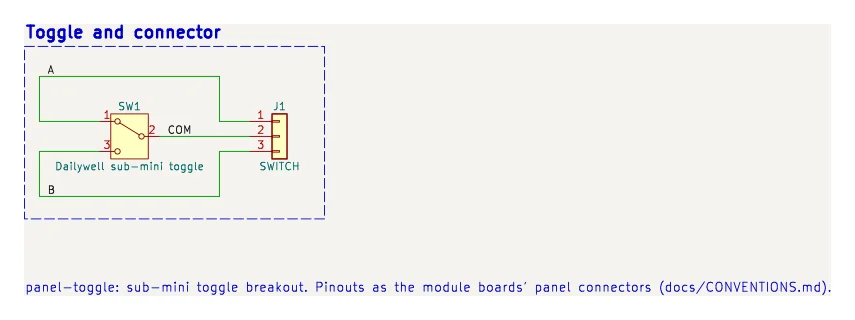 Toggle and connector
A
SW1
J1
1
2
3
COM
1
2
3
Dailywell sub-mini toggle
SWITCH
B
panel-toggle: sub-mini toggle breakout. Pinouts as the module boards' panel connectors (docs/CONVENTIONS.md).